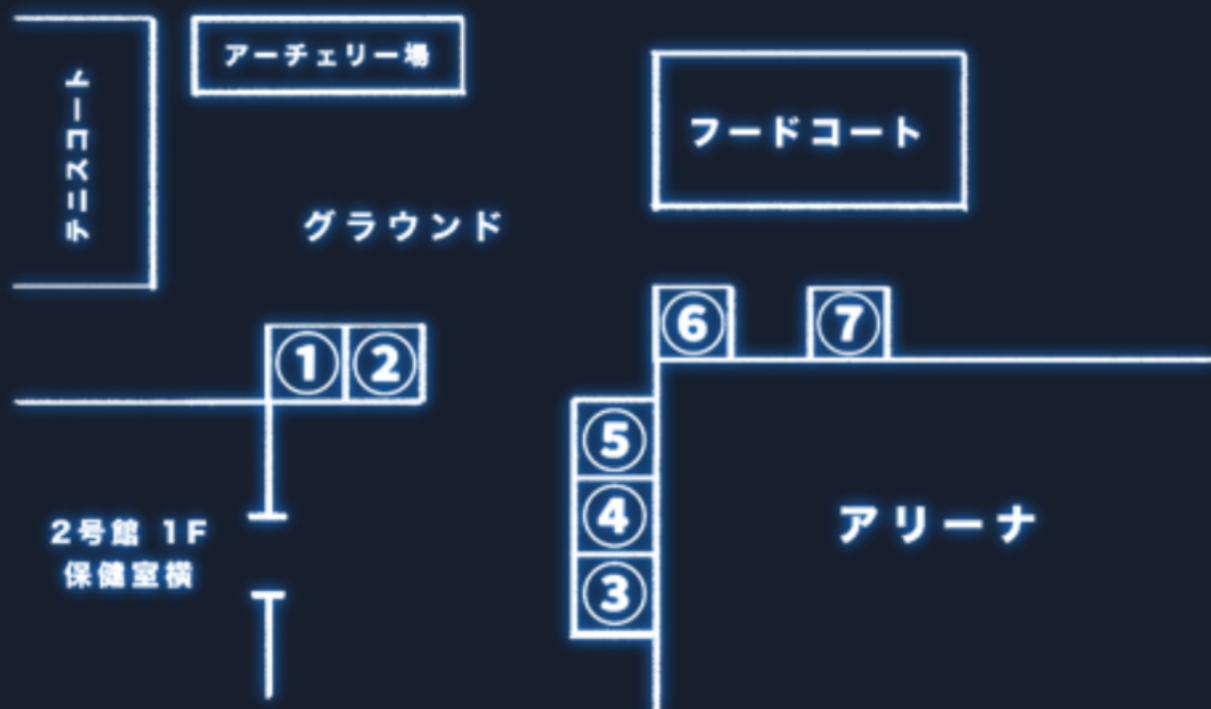 アーチェリー場
テニスコート
フードコート
グラウンド
⑥
⑦
①
②
⑤
④
③
アリーナ
2号館 1F
保健室横